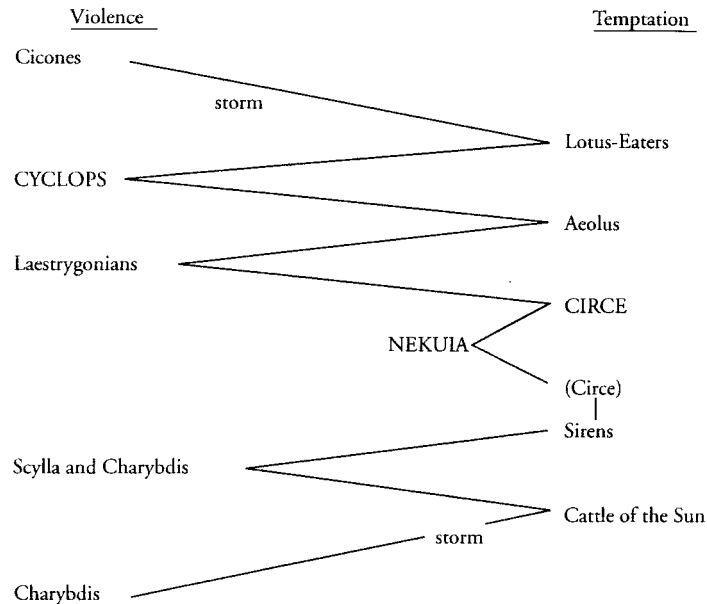 Violence
Temptation
Cicones
storm
Lotus-Eaters
CYCLOPS
Aeolus
Laestrygonians
CIRCE
NEKUIA
(Circe)
Sirens
Scylla and Charybdis
Cattle of the Sun
storm
Charybdis